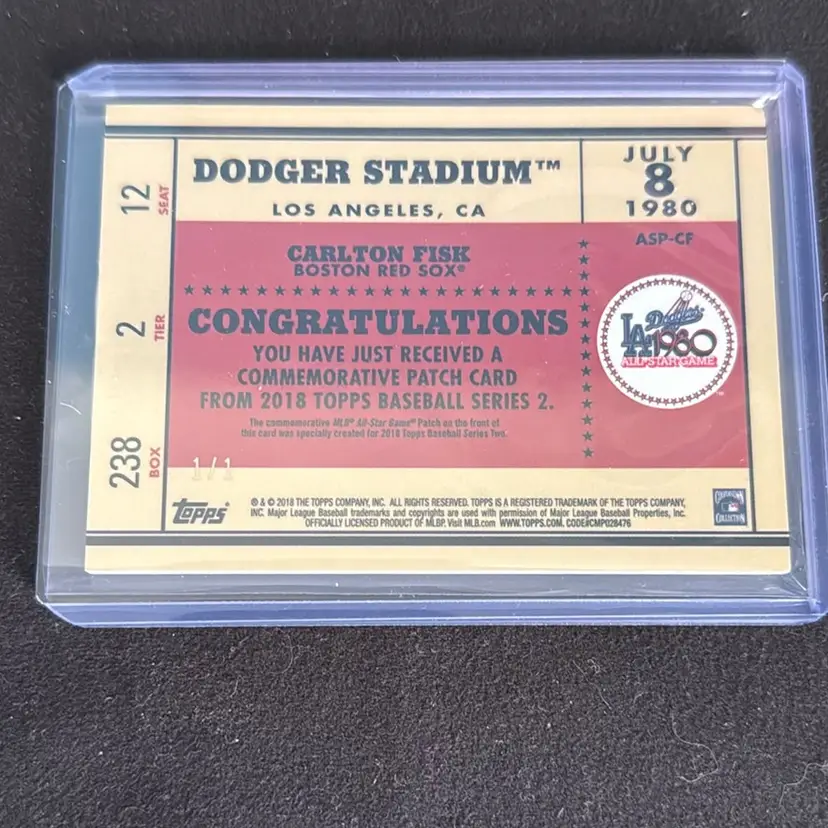 DODGER STADIUM™
LOS ANGELES, CA
JULY
8
1980
12
SEAT
2
TIER
238
BOX
CARLTON FISK
BOSTON RED SOX®
ASP-CF
CONGRATULATIONS
YOU HAVE JUST RECEIVED A
COMMEMORATIVE PATCH CARD
FROM 2018 TOPPS BASEBALL SERIES 2.
The commemorative MLB® All-Star Game® Patch on the front of
this card was specially created for 2018 Topps Baseball Series Two.
Dodgers
LA 1980
ALL-STAR GAME
1/1
TOPPS
® & © 2018 THE TOPPS COMPANY, INC. ALL RIGHTS RESERVED. TOPPS IS A REGISTERED TRADEMARK OF THE TOPPS COMPANY,
INC. Major League Baseball trademarks and copyrights are used with permission of Major League Baseball Properties, Inc.
OFFICIALLY LICENSED PRODUCT OF MLBP. Visit MLB.com WWW.TOPPS.COM. CODE#CMP028476
COOPERSTOWN
COLLECTION